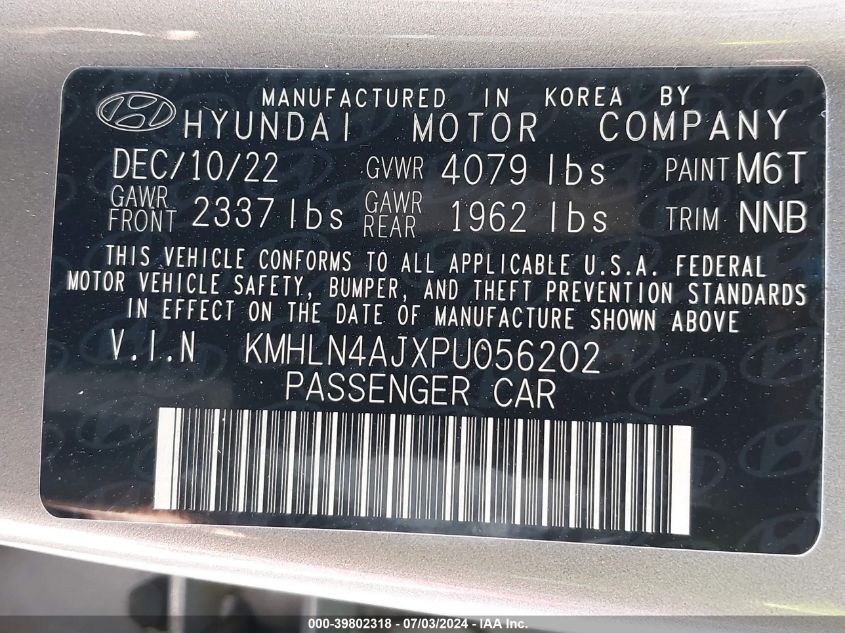 MANUFACTURED IN KOREA BY
HYUNDAI MOTOR COMPANY
DEC/10/22 GVWR 4079 lbs PAINT M6T
GAWR FRONT 2337 lbs GAWR REAR 1962 lbs TRIM NNB
THIS VEHICLE CONFORMS TO ALL APPLICABLE U.S.A. FEDERAL
MOTOR VEHICLE SAFETY, BUMPER, AND THEFT PREVENTION STANDARDS
IN EFFECT ON THE DATE OF MANUFACTURE SHOWN ABOVE
V.I.N KMHLN4AJXPU056202
PASSENGER CAR
000-39802318 - 07/03/2024 - IAA Inc.